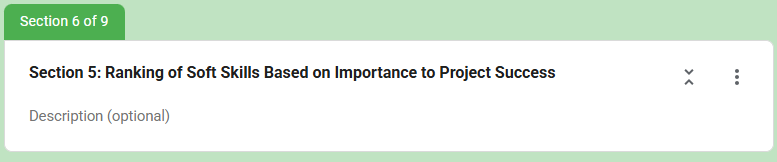 Section 6 of 9
Section 5: Ranking of Soft Skills Based on Importance to Project Success
Description (optional)